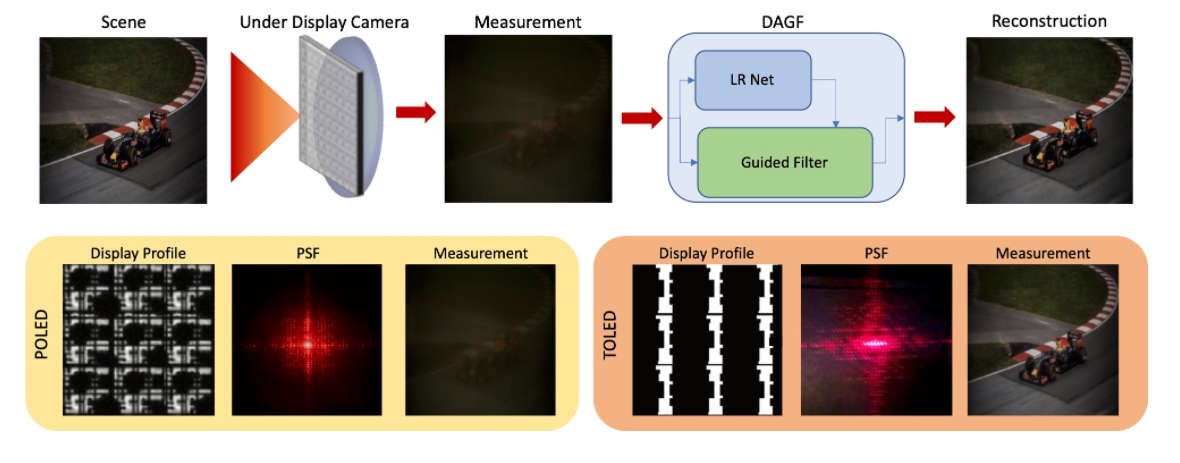 Scene
Under Display Camera
Measurement
DAGF
Reconstruction
LR Net
Guided Filter
POLED
Display Profile
PSF
Measurement
TOLED
Display Profile
PSF
Measurement